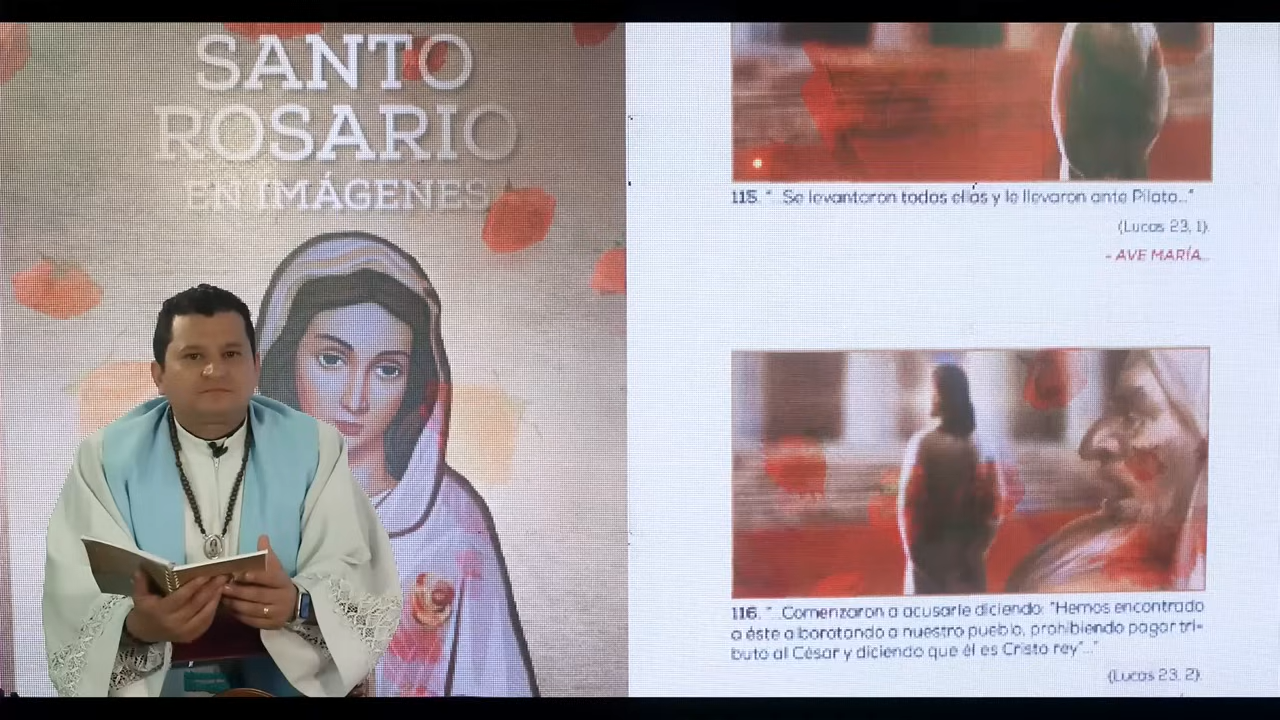 SANTO
ROSARIO
EN IMÁGENES
115. "...Se levantaron todos ellos y le llevaron ante Pilato..."
(Lucas 23, 1).
- AVE MARÍA...
116. "...Comenzaron a acusarle diciendo: "Hemos encontrado
a éste alborotando a nuestro pueblo, prohibiendo pagar tri-
buto al César y diciendo que él es Cristo rey"..."
(Lucas 23, 2).